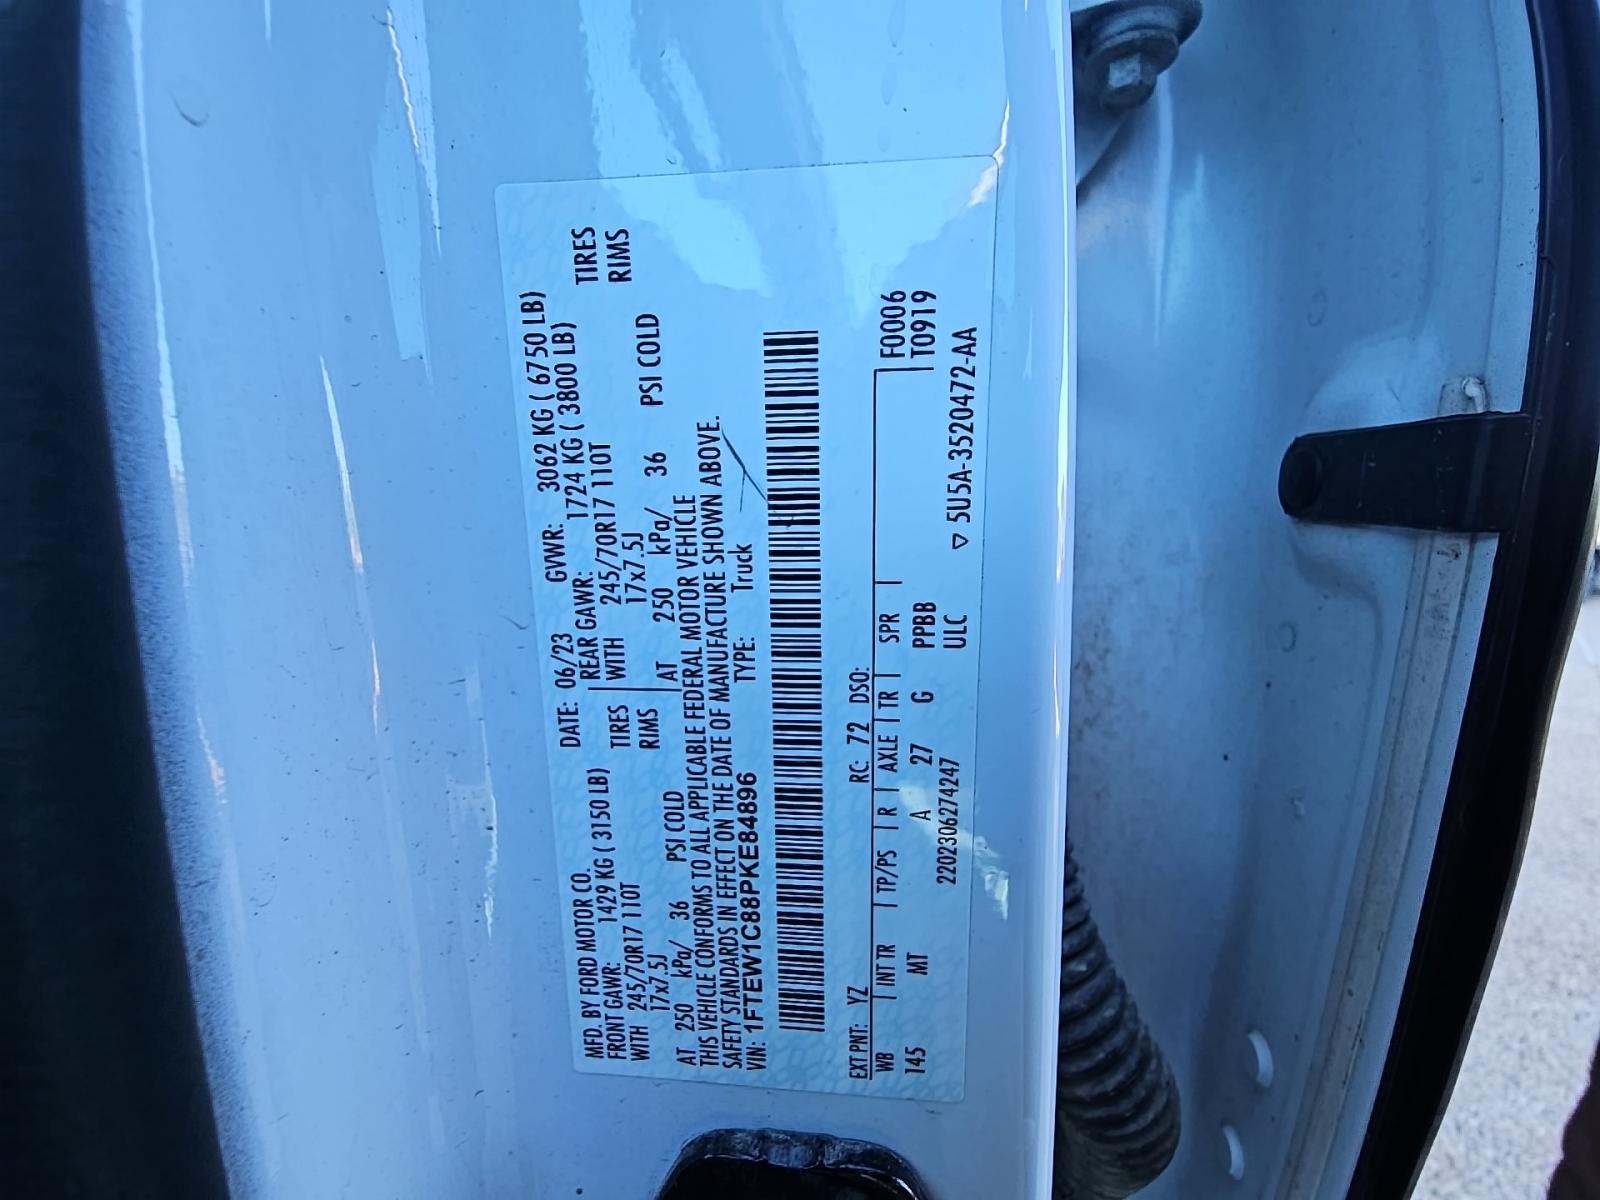 MFD. BY FORD MOTOR CO. DATE: 06/23 GVWR: 3062 KG ( 6750 LB)
FRONT GAWR: 1429 KG ( 3150 LB) REAR GAWR: 1724 KG ( 3800 LB)
WITH 245/70R17 110T TIRES WITH 245/70R17 110T TIRES
17x7.5J RIMS 17x7.5J RIMS
AT 250 kPa/ 36 PSI COLD AT 250 kPa/ 36 PSI COLD
THIS VEHICLE CONFORMS TO ALL APPLICABLE FEDERAL MOTOR VEHICLE
SAFETY STANDARDS IN EFFECT ON THE DATE OF MANUFACTURE SHOWN ABOVE.
VIN: 1FTEW1C88PKE84896 TYPE: Truck
EXT PNT: YZ RC: 72 DSO:
WB INT TR TP/PS R AXLE TR SPR F0006
145 MT A 27 G PPBB T0919
2202306274247 ULC ▽ 5U5A-3520472-AA